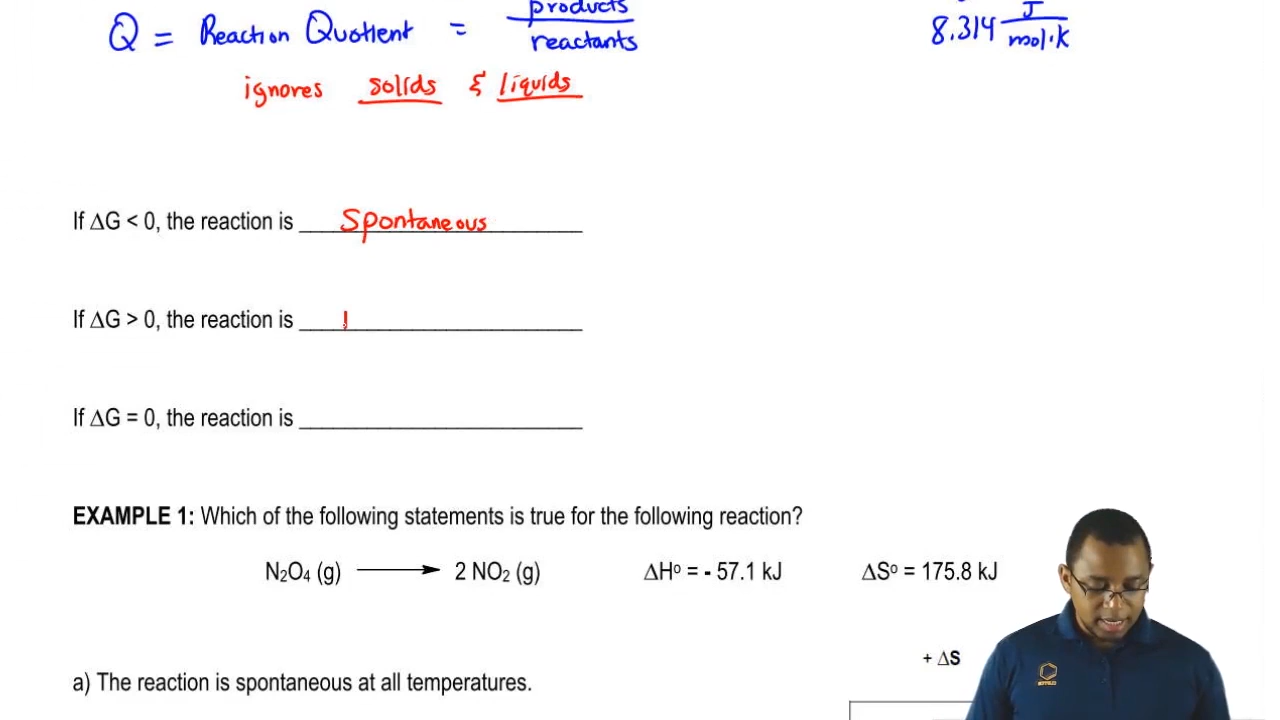 products
Q = Reaction Quotient =
reactants
8.314 J
mol·K
ignores solids & liquids
If ΔG < 0, the reaction is Spontaneous
If ΔG > 0, the reaction is
If ΔG = 0, the reaction is
EXAMPLE 1: Which of the following statements is true for the following reaction?
N₂O₄ (g) ⟶ 2 NO₂ (g) ΔHº = - 57.1 kJ ΔSº = 175.8 kJ
+ ΔS
a) The reaction is spontaneous at all temperatures.